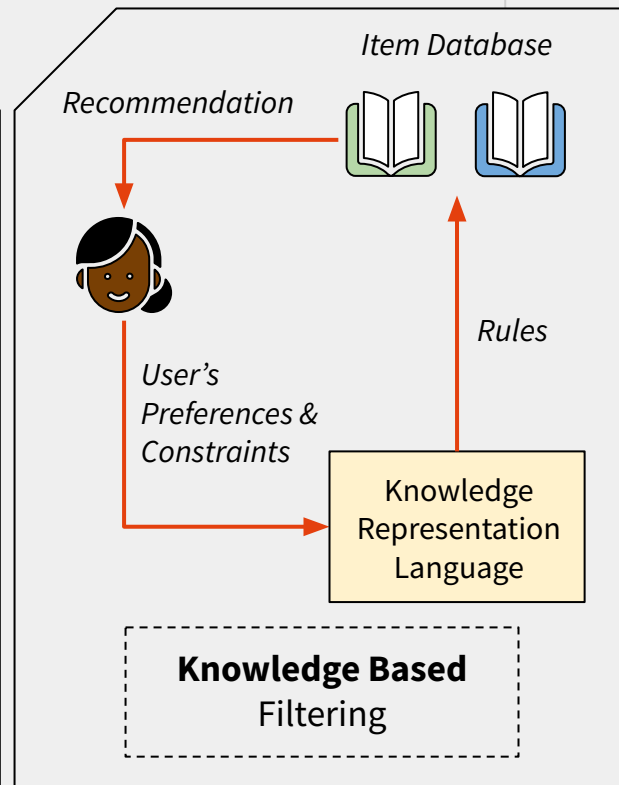 Item Database
Recommendation
Rules
User’s
Preferences &
Constraints
Knowledge
Representation
Language
Knowledge Based
Filtering